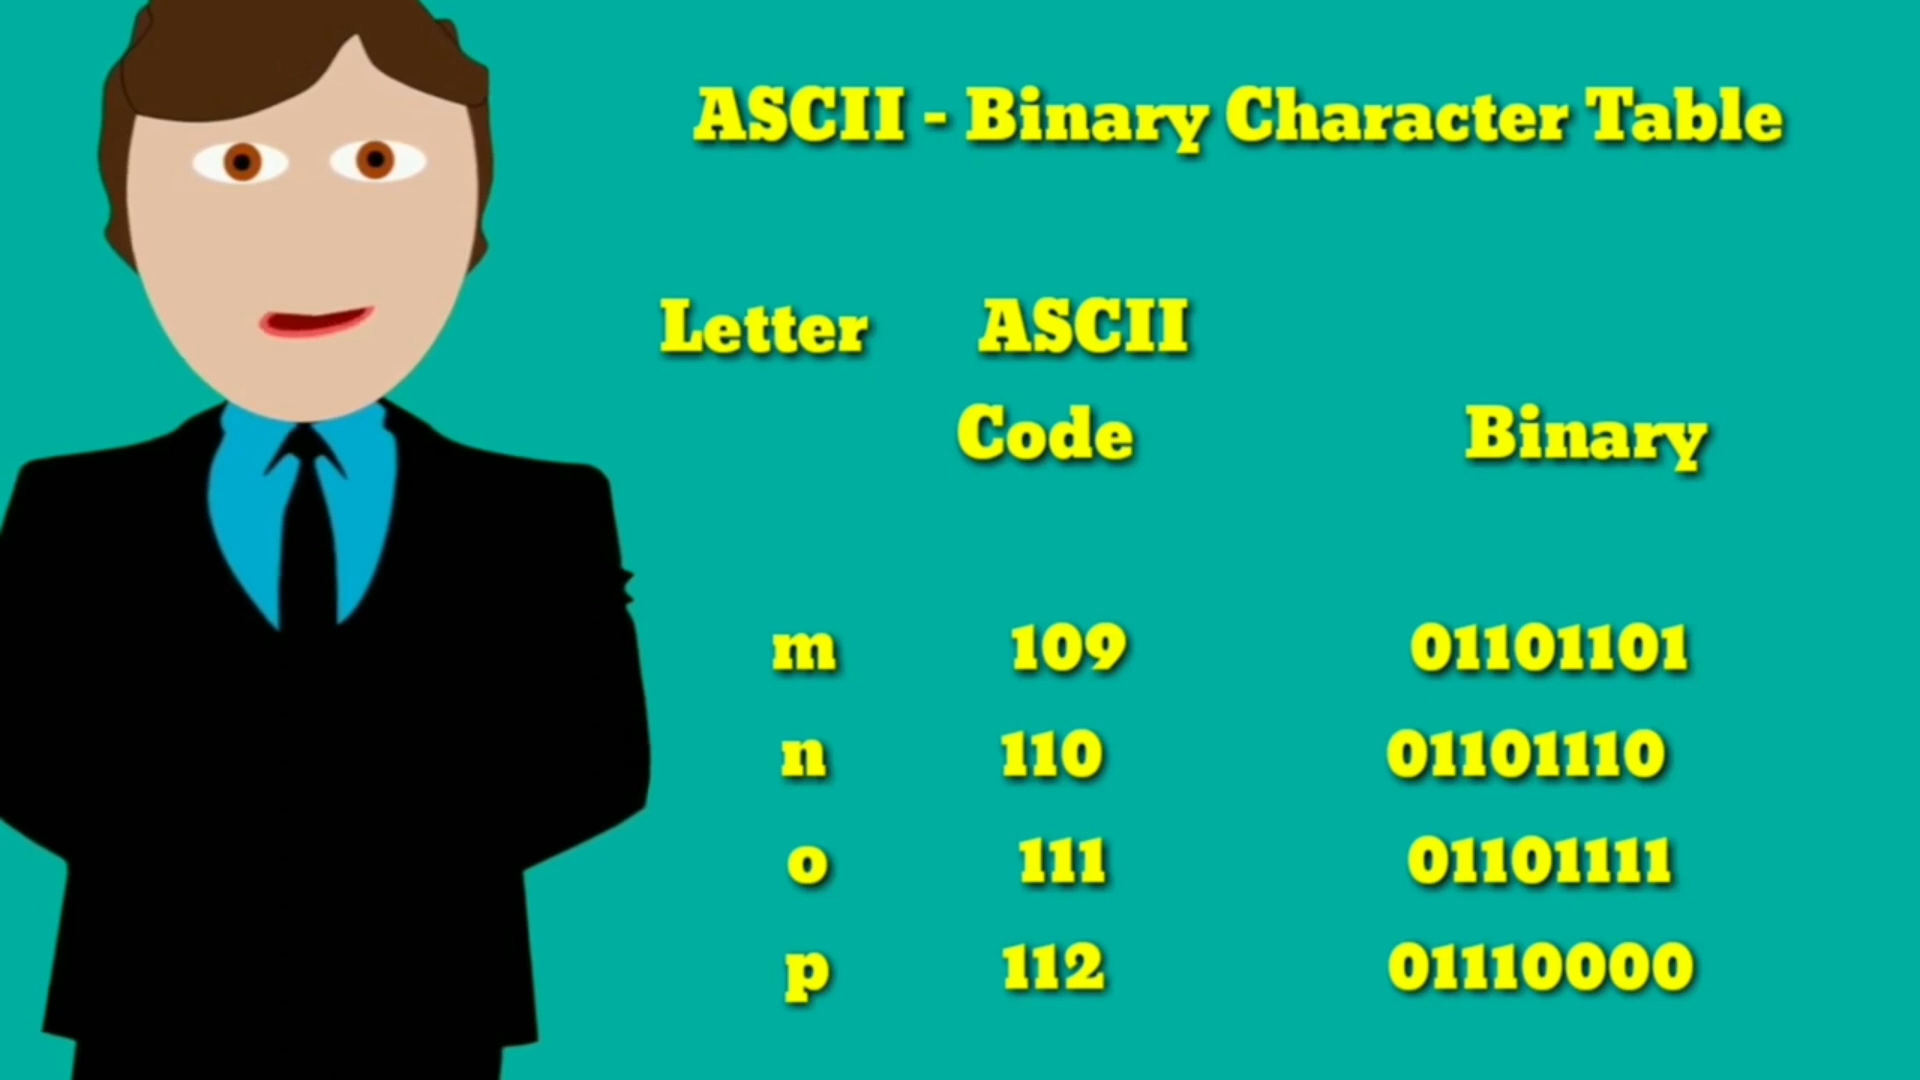 ASCII - Binary Character Table
Letter ASCII
Code Binary
m 109 01101101
n 110 01101110
o 111 01101111
p 112 01110000